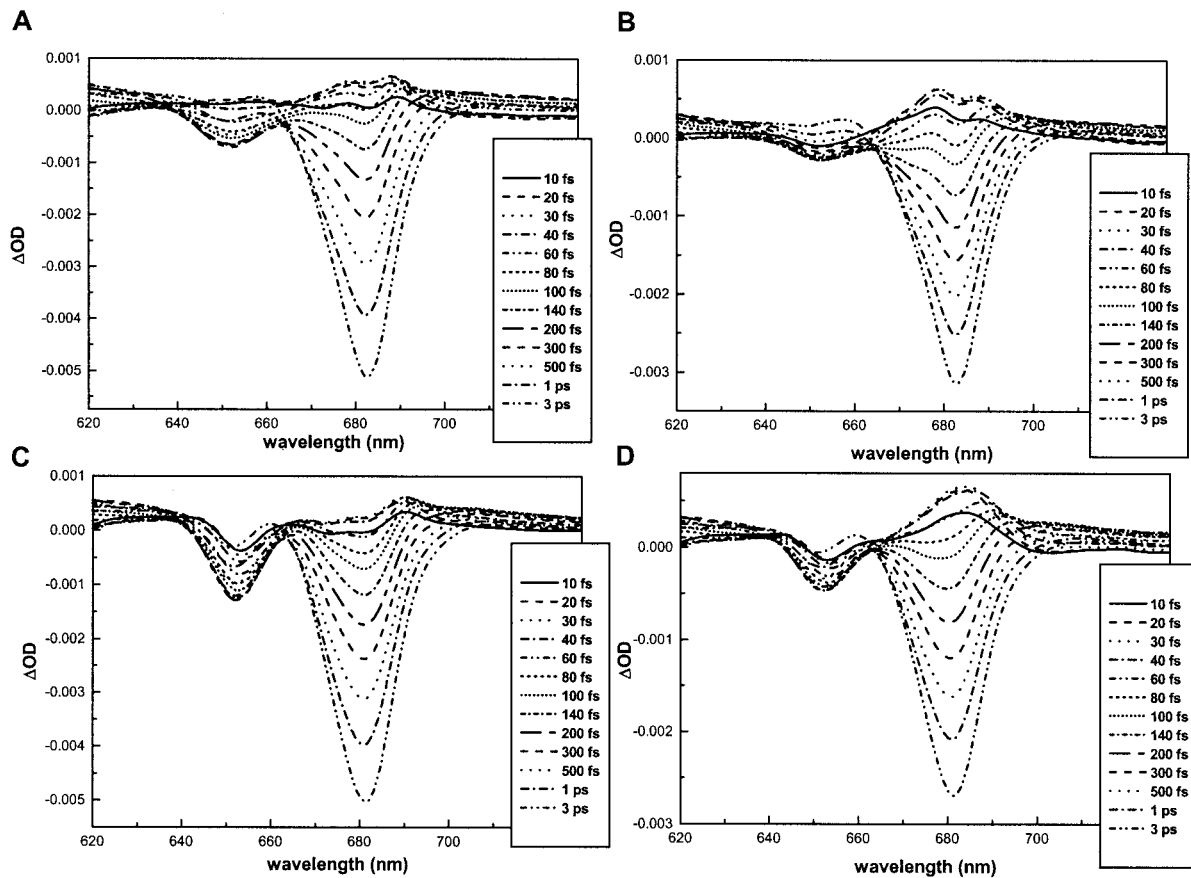 A
0.001
0.000
-0.001
-0.002
-0.003
-0.004
-0.005
ΔOD
620
640
660
680
700
wavelength (nm)
10 fs
20 fs
30 fs
40 fs
60 fs
80 fs
100 fs
140 fs
200 fs
300 fs
500 fs
1 ps
3 ps
B
0.001
0.000
-0.001
-0.002
-0.003
ΔOD
620
640
660
680
700
wavelength (nm)
10 fs
20 fs
30 fs
40 fs
60 fs
80 fs
100 fs
140 fs
200 fs
300 fs
500 fs
1 ps
3 ps
C
0.001
0.000
-0.001
-0.002
-0.003
-0.004
-0.005
ΔOD
620
640
660
680
700
wavelength (nm)
10 fs
20 fs
30 fs
40 fs
60 fs
80 fs
100 fs
140 fs
200 fs
300 fs
500 fs
1 ps
3 ps
D
0.000
-0.001
-0.002
-0.003
ΔOD
620
640
660
680
700
wavelength (nm)
10 fs
20 fs
30 fs
40 fs
60 fs
80 fs
100 fs
140 fs
200 fs
300 fs
500 fs
1 ps
3 ps